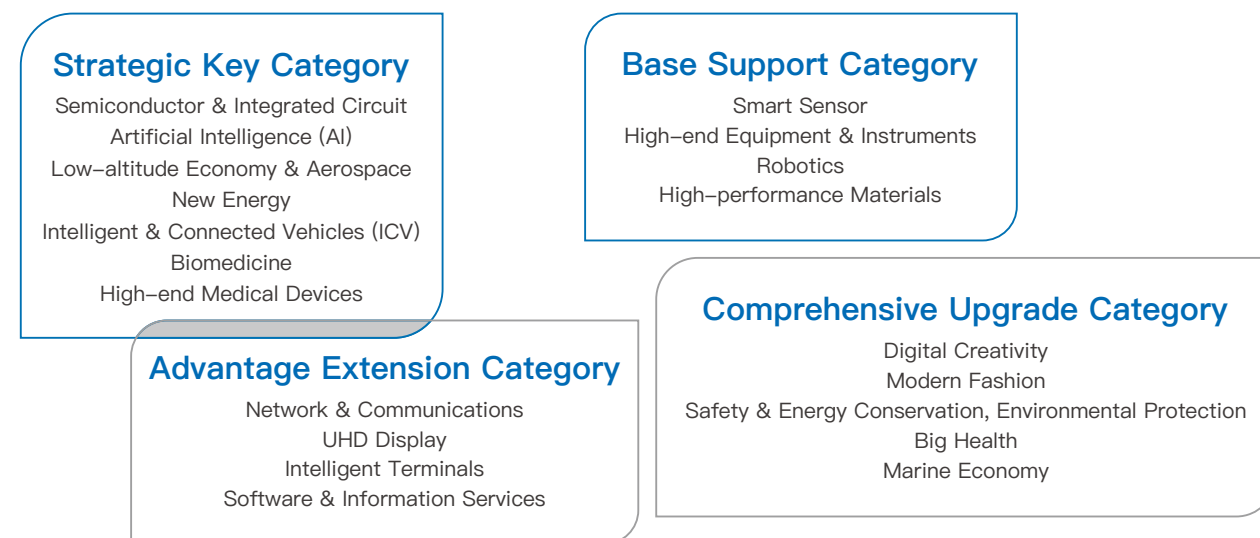 Strategic Key Category
Semiconductor & Integrated Circuit
Artificial Intelligence (AI)
Low-altitude Economy & Aerospace
New Energy
Intelligent & Connected Vehicles (ICV)
Biomedicine
High-end Medical Devices
Base Support Category
Smart Sensor
High-end Equipment & Instruments
Robotics
High-performance Materials
Advantage Extension Category
Network & Communications
UHD Display
Intelligent Terminals
Software & Information Services
Comprehensive Upgrade Category
Digital Creativity
Modern Fashion
Safety & Energy Conservation, Environmental Protection
Big Health
Marine Economy